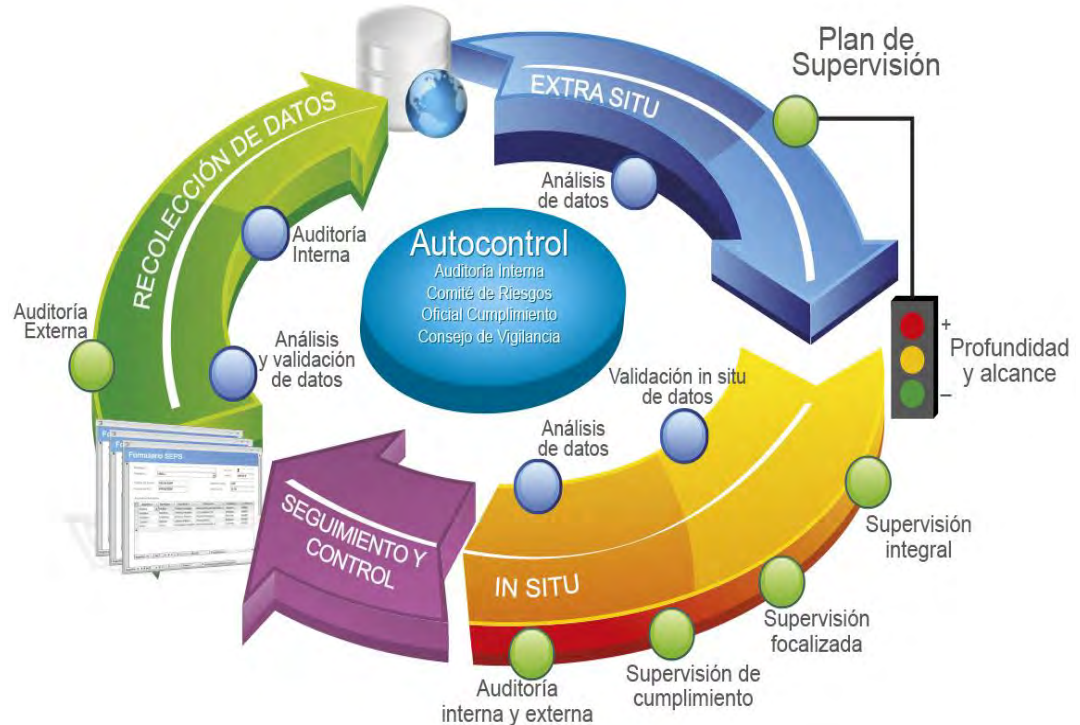 Plan de
Supervisión
EXTRA SITU
RECOLECCIÓN DE DATOS
Análisis
de datos
Auditoría
Interna
Autocontrol
Auditoría Interna
Comité de Riesgos
Oficial Cumplimiento
Consejo de Vigilancia
Auditoría
Externa
Análisis
y validación
de datos
+
Profundidad
y alcance
–
Validación in situ
de datos
Análisis
de datos
Formulario SEPS
SEGUIMIENTO Y
CONTROL
IN SITU
Supervisión
integral
Supervisión
focalizada
Supervisión de
cumplimiento
Auditoría
interna y externa